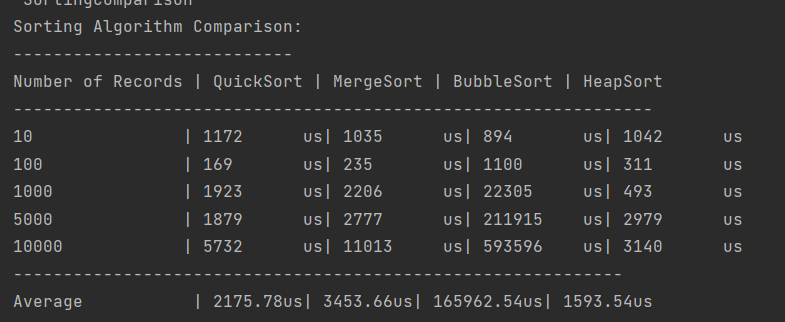 SortingComparison
Sorting Algorithm Comparison:
----------------------------
Number of Records | QuickSort | MergeSort | BubbleSort | HeapSort
----------------------------------------------------------------
10               | 1172      us| 1035      us| 894       us| 1042      us
100              | 169       us| 235       us| 1100      us| 311       us
1000             | 1923      us| 2206      us| 22305     us| 493       us
5000             | 1879      us| 2777      us| 211915    us| 2979      us
10000            | 5732      us| 11013     us| 593596    us| 3140      us
-------------------------------------------------------------
Average           | 2175.78us| 3453.66us| 165962.54us| 1593.54us